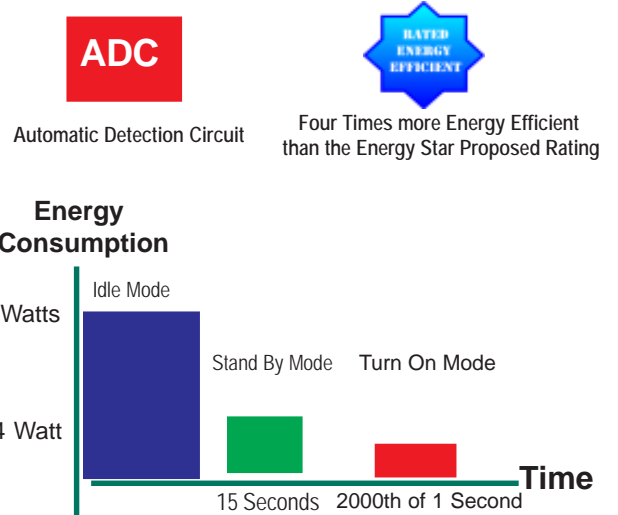 ADC
RATED
ENERGY
EFFICIENT
Automatic Detection Circuit
Four Times more Energy Efficient
than the Energy Star Proposed Rating
Energy
Consumption
Idle Mode
Watts
Stand By Mode
Turn On Mode
4 Watt
Time
15 Seconds
2000th of 1 Second